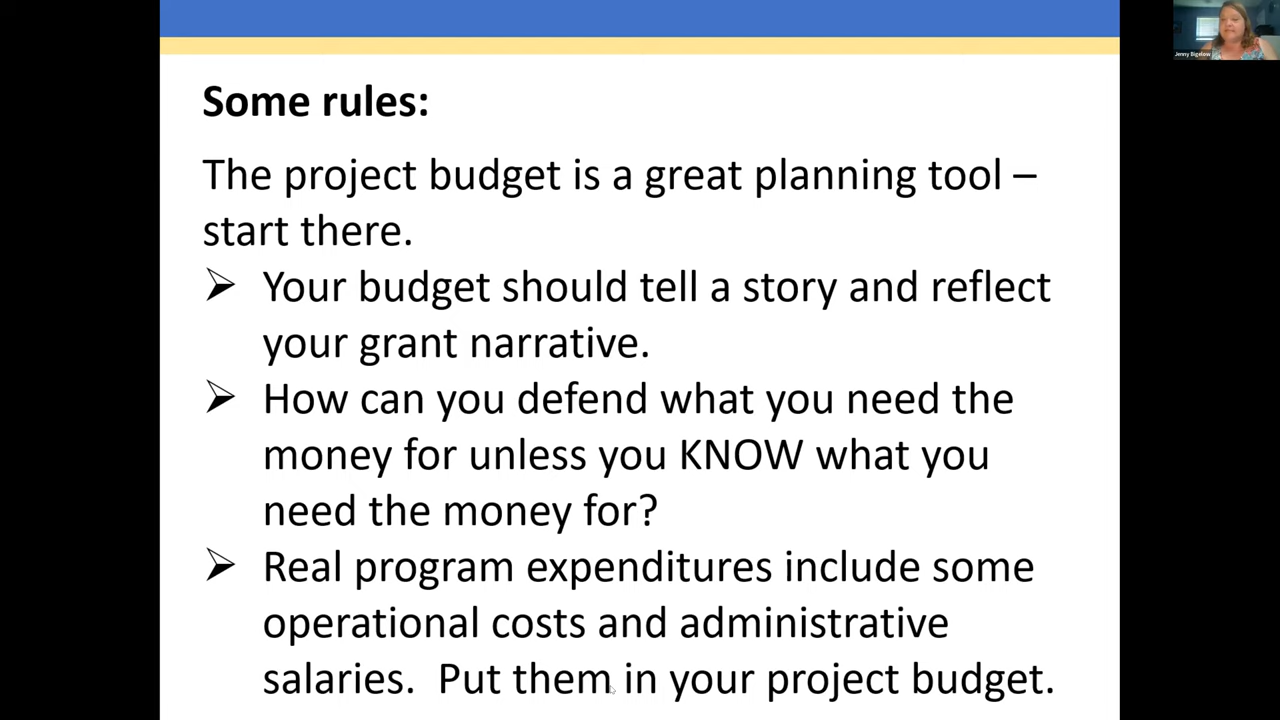 Jenny Bigelow
Some rules:
The project budget is a great planning tool –
start there.
➢ Your budget should tell a story and reflect
your grant narrative.
➢ How can you defend what you need the
money for unless you KNOW what you
need the money for?
➢ Real program expenditures include some
operational costs and administrative
salaries.  Put them in your project budget.